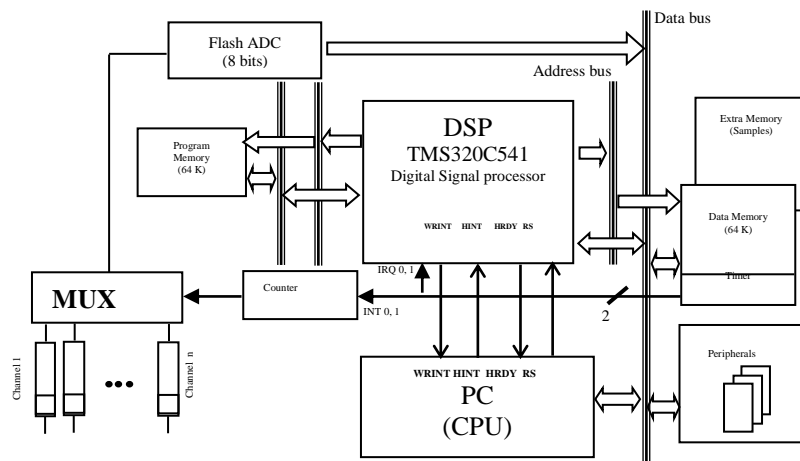 Data bus
Flash ADC
(8 bits)
Address bus
DSP
TMS320C541
Digital Signal processor
Extra Memory
(Samples)
Program
Memory
(64 K)
Data Memory
(64 K)
WRINT HINT HRDY RS
IRQ 0, 1
Timer
MUX
Counter
INT 0, 1
2
Channel 1
Channel n
Peripherals
WRINT HINT HRDY RS
PC
(CPU)